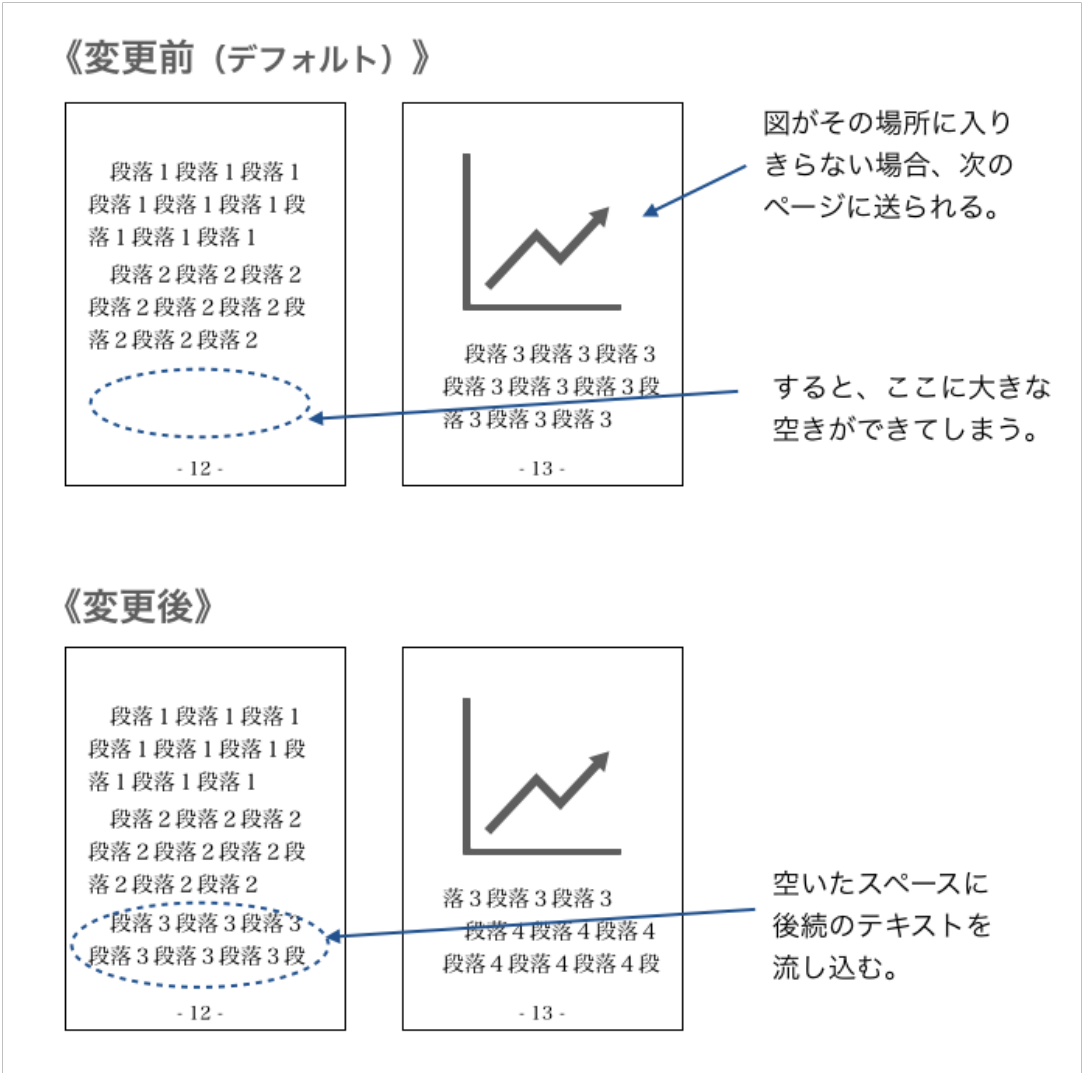 《変更前（デフォルト）》
段落１段落１段落１
段落１段落１段落１段
落１段落１段落１
段落２段落２段落２
段落２段落２段落２段
落２段落２段落２
- 12 -
段落３段落３段落３
段落３段落３段落３段
落３段落３段落３
- 13 -
図がその場所に入り
きらない場合、次の
ページに送られる。
すると、ここに大きな
空きができてしまう。
《変更後》
段落１段落１段落１
段落１段落１段落１段
落１段落１段落１
段落２段落２段落２
段落２段落２段落２段
落２段落２段落２
段落３段落３段落３
段落３段落３段落３段
- 12 -
落３段落３段落３
段落４段落４段落４
段落４段落４段落４段
- 13 -
空いたスペースに
後続のテキストを
流し込む。